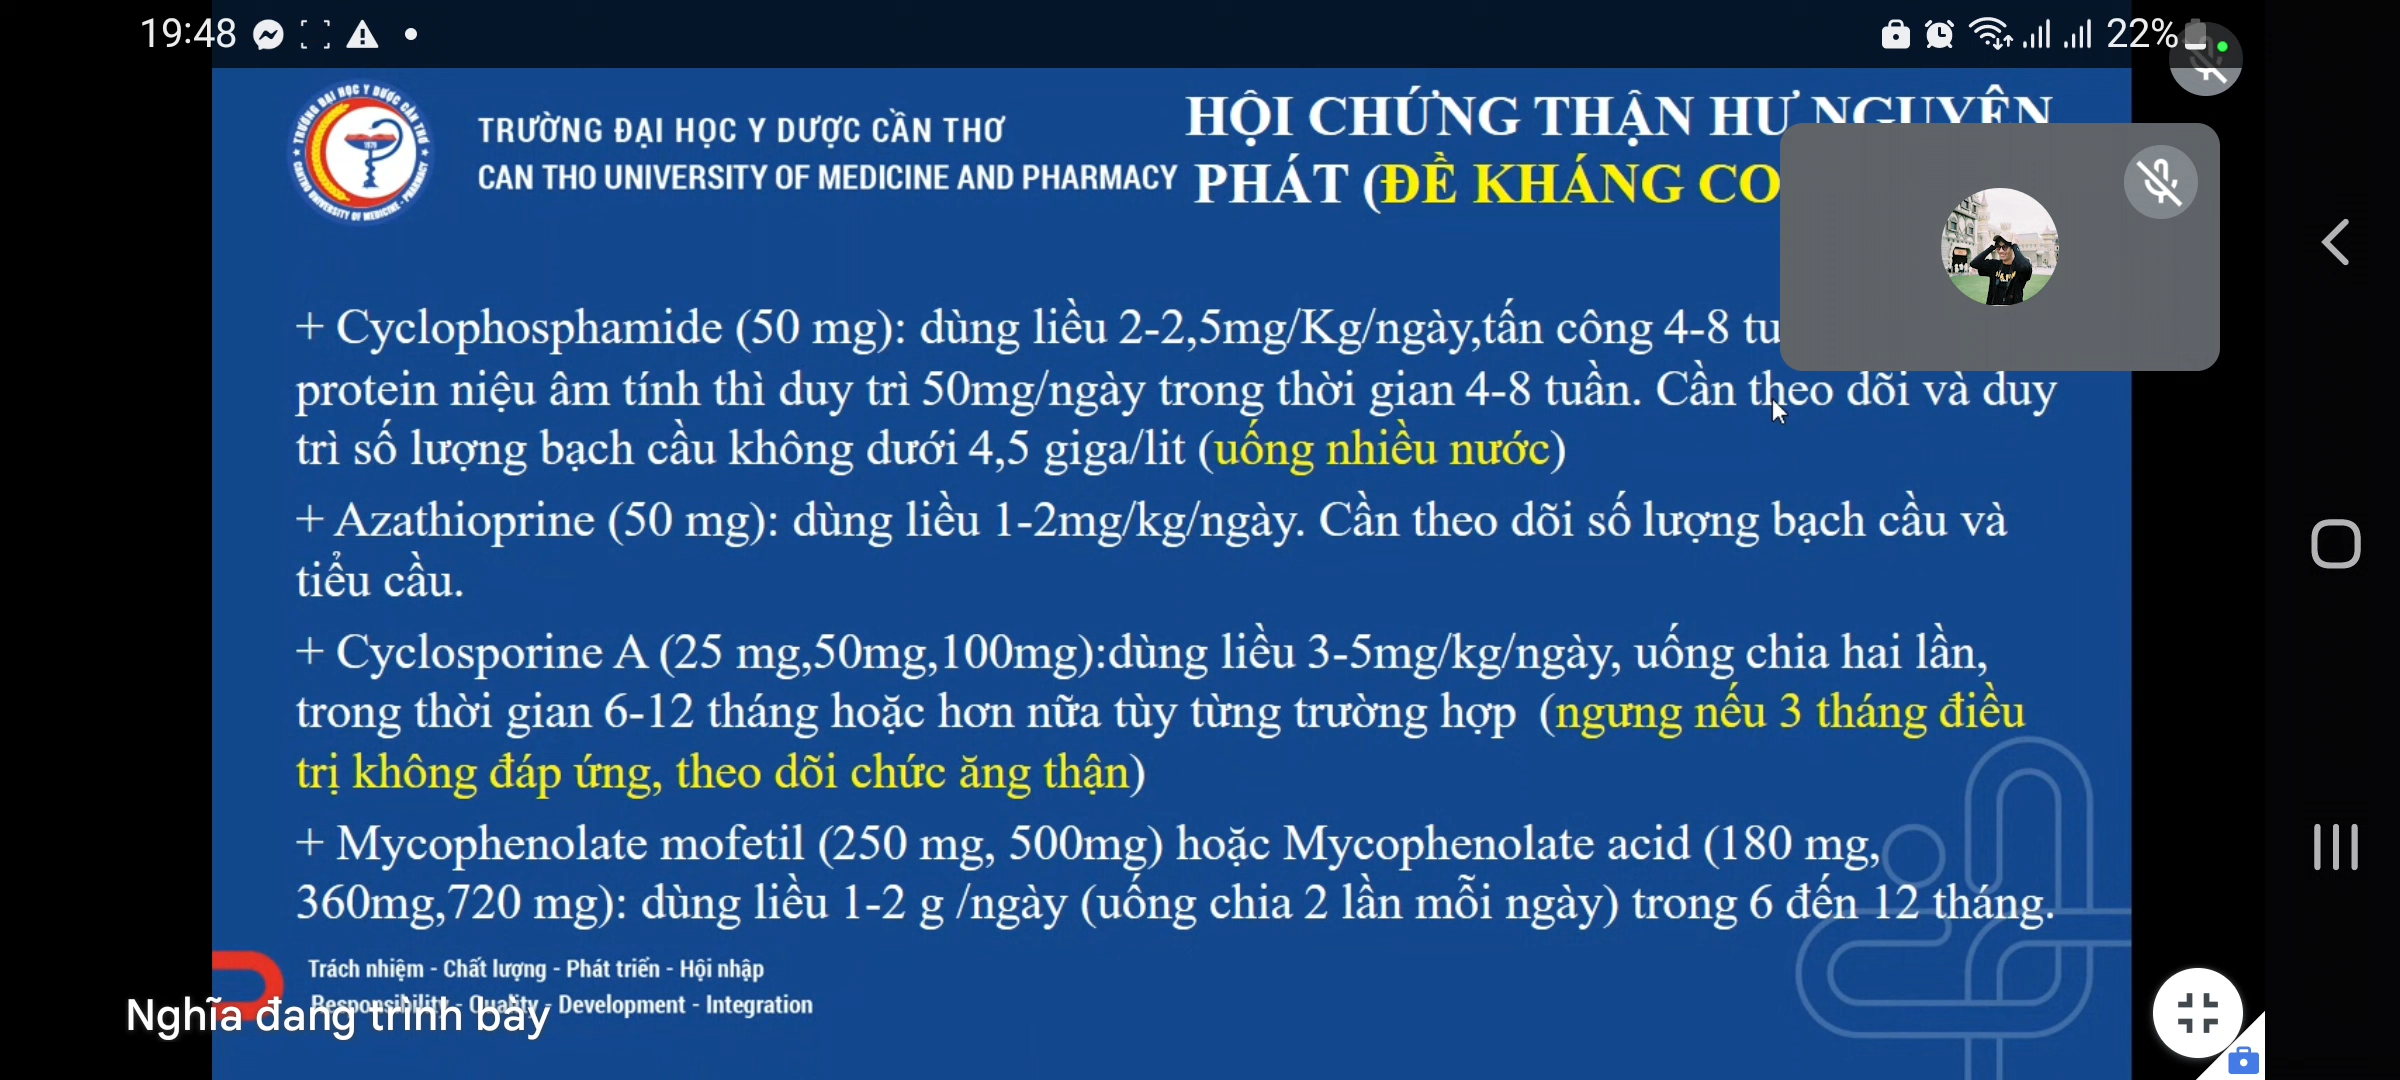 19:48
22%
TRƯỜNG ĐẠI HỌC Y DƯỢC CẦN THƠ
CAN THO UNIVERSITY OF MEDICINE AND PHARMACY
HỘI CHỨNG THẬN HƯ NGUYÊN
PHÁT (ĐỀ KHÁNG CO
+ Cyclophosphamide (50 mg): dùng liều 2-2,5mg/Kg/ngày,tấn công 4-8
protein niệu âm tính thì duy trì 50mg/ngày trong thời gian 4-8 tuần. Cần theo dõi và duy
trì số lượng bạch cầu không dưới 4,5 giga/lit (uống nhiều nước)
+ Azathioprine (50 mg): dùng liều 1-2mg/kg/ngày. Cần theo dõi số lượng bạch cầu và
tiểu cầu.
+ Cyclosporine A (25 mg,50mg,100mg):dùng liều 3-5mg/kg/ngày, uống chia hai lần,
trong thời gian 6-12 tháng hoặc hơn nữa tùy từng trường hợp (ngưng nếu 3 tháng điều
trị không đáp ứng, theo dõi chức ăng thận)
+ Mycophenolate mofetil (250 mg, 500mg) hoặc Mycophenolate acid (180 mg,
360mg,720 mg): dùng liều 1-2 g /ngày (uống chia 2 lần mỗi ngày) trong 6 đến 12 tháng.
Trách nhiệm - Chất lượng - Phát triển - Hội nhập
Responsibility - Quality - Development - Integration
Nghĩa đang trình bày